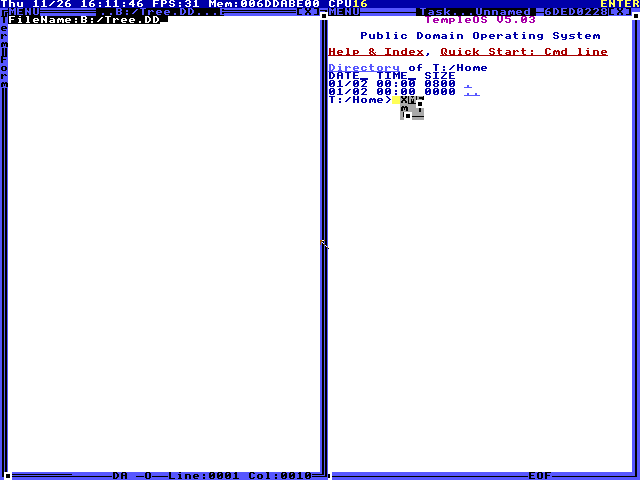 Thu 11/26 16:11:46 FPS:31 Mem:006DDABE00 CPU16 ENTER
MENU ...B:/Tree.DD...E [X]
FileName:B:/Tree.DD
DA -O--Line:0001 Col:0010
MENU Task...Unnamed 6DED0228[X]
TempleOS V5.03
Public Domain Operating System
Help & Index, Quick Start: Cmd line
Directory of T:/Home
DATE_ TIME_ SIZE
01/02 00:00 0800 .
01/02 00:00 0000 ..
T:/Home>
EOF